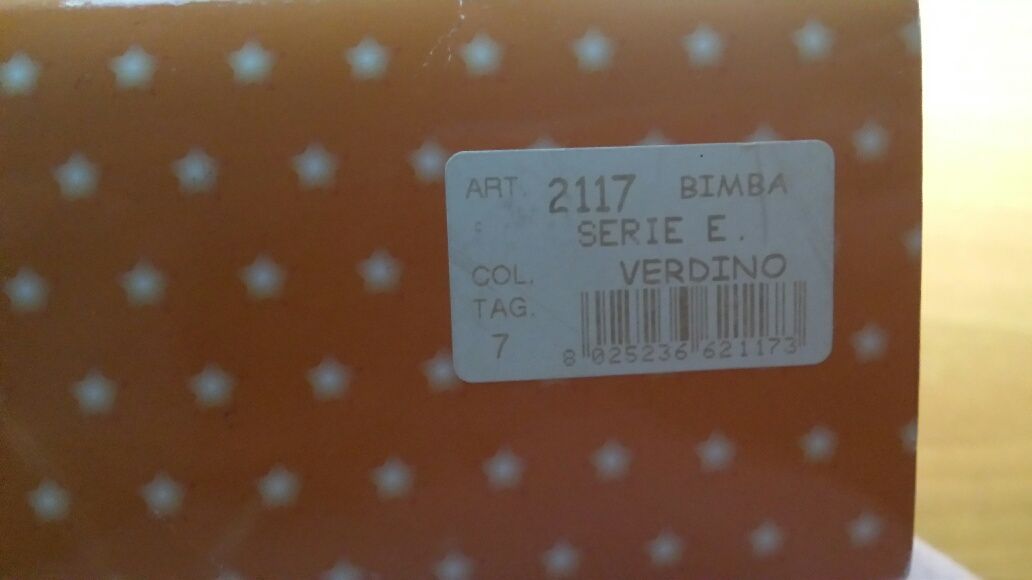 ART. 2117 BIMBA
SERIE E.
COL. VERDINO
TAG.
7
8 025236 621173